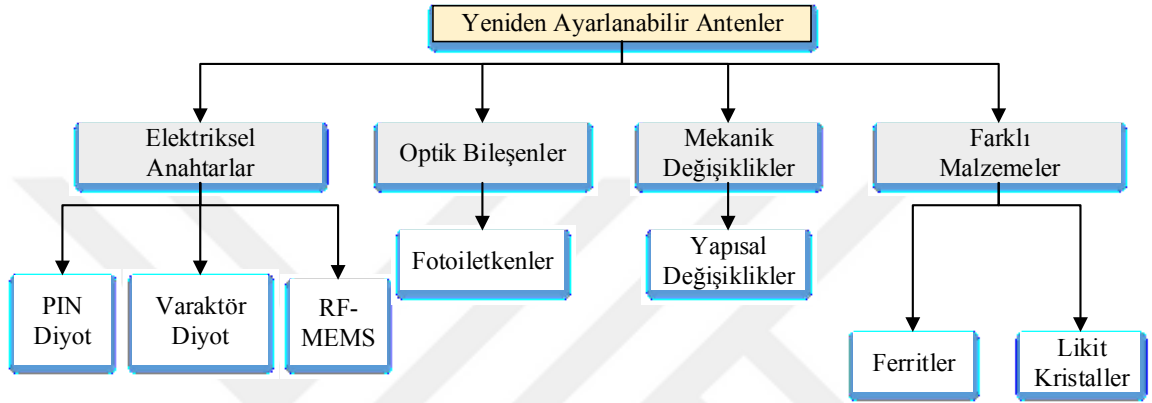 Yeniden Ayarlanabilir Antenler
Elektriksel
Anahtarlar
Optik Bileşenler
Mekanik
Değişiklikler
Farklı
Malzemeler
Fotoiletkenler
Yapısal
Değişiklikler
PIN
Diyot
Varaktör
Diyot
RF-
MEMS
Ferritler
Likit
Kristaller